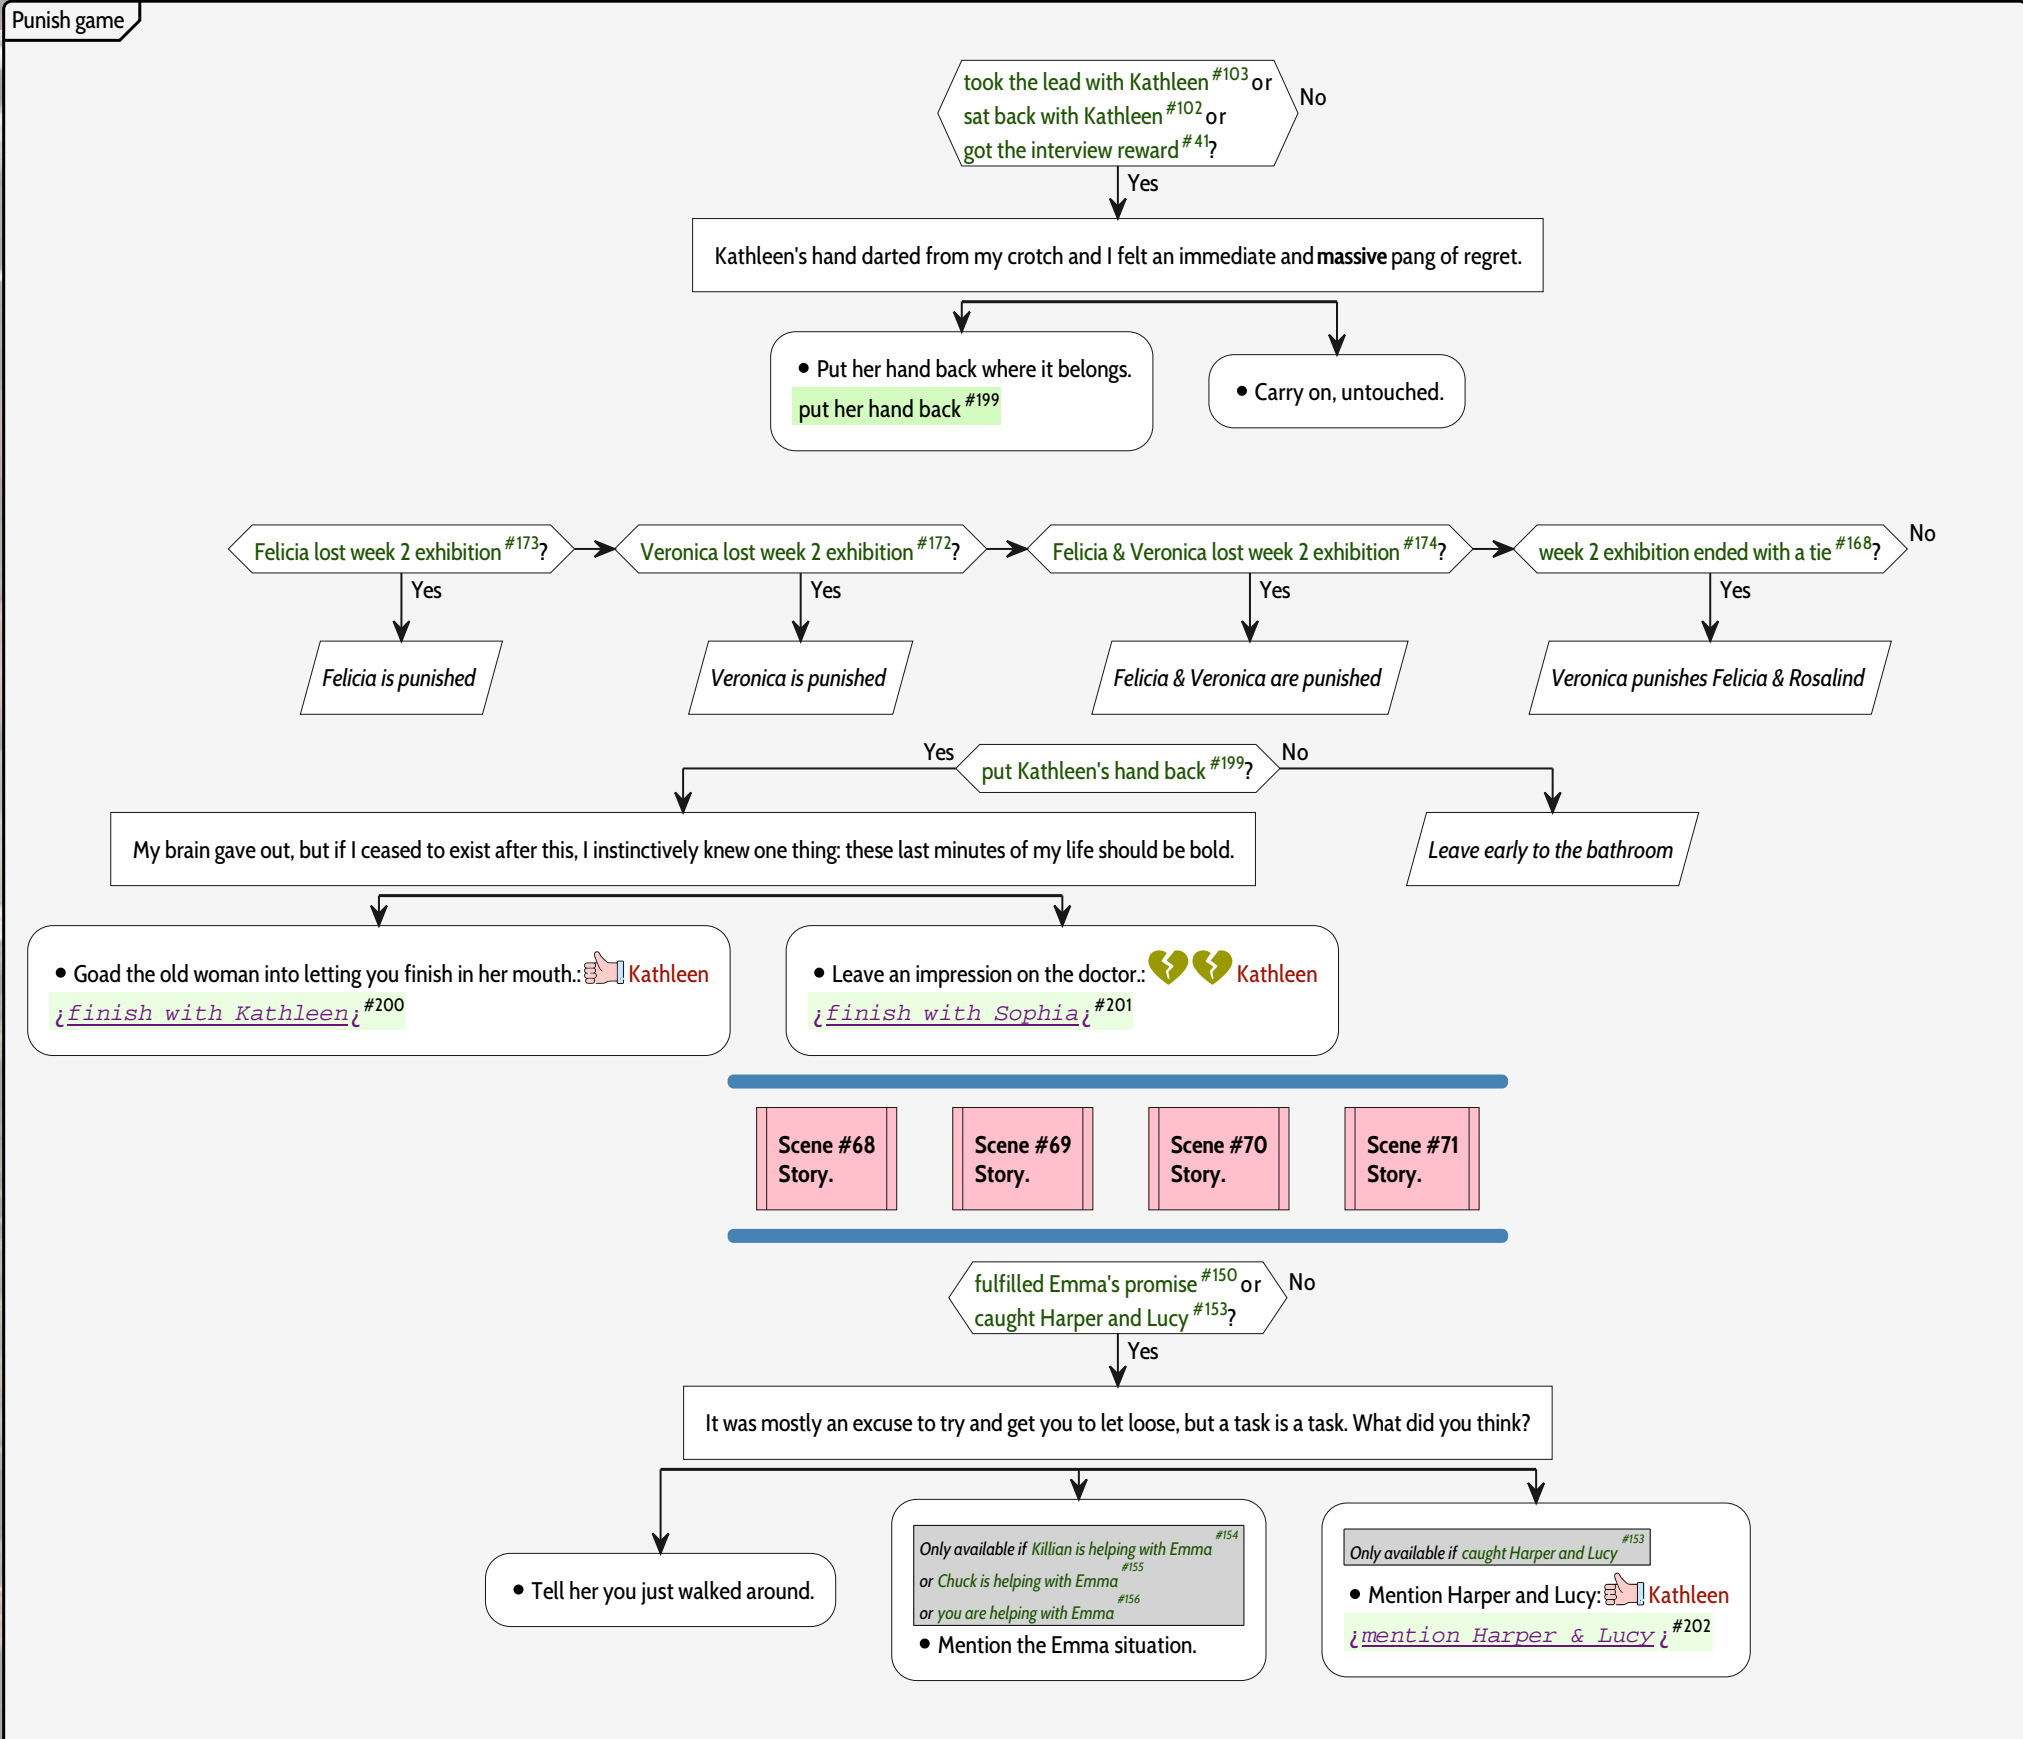 Punish game
took the lead with Kathleen #103 or
sat back with Kathleen #102 or
got the interview reward #41?
No
Yes
Kathleen's hand darted from my crotch and I felt an immediate and massive pang of regret.
• Put her hand back where it belongs.
put her hand back #199
• Carry on, untouched.
Felicia lost week 2 exhibition #173?
Veronica lost week 2 exhibition #172?
Felicia & Veronica lost week 2 exhibition #174?
week 2 exhibition ended with a tie #168?
No
Yes
Yes
Yes
Yes
Felicia is punished
Veronica is punished
Felicia & Veronica are punished
Veronica punishes Felicia & Rosalind
Yes
put Kathleen's hand back #199?
No
My brain gave out, but if I ceased to exist after this, I instinctively knew one thing: these last minutes of my life should be bold.
Leave early to the bathroom
• Goad the old woman into letting you finish in her mouth.: Kathleen
¿finish with Kathleen¿ #200
• Leave an impression on the doctor.: Kathleen
¿finish with Sophia¿ #201
Scene #68
Story.
Scene #69
Story.
Scene #70
Story.
Scene #71
Story.
fulfilled Emma's promise #150 or
caught Harper and Lucy #153?
No
Yes
It was mostly an excuse to try and get you to let loose, but a task is a task. What did you think?
• Tell her you just walked around.
Only available if Killian is helping with Emma #154
or Chuck is helping with Emma #155
or you are helping with Emma #156
• Mention the Emma situation.
Only available if caught Harper and Lucy #153
• Mention Harper and Lucy: Kathleen
¿mention Harper & Lucy¿ #202